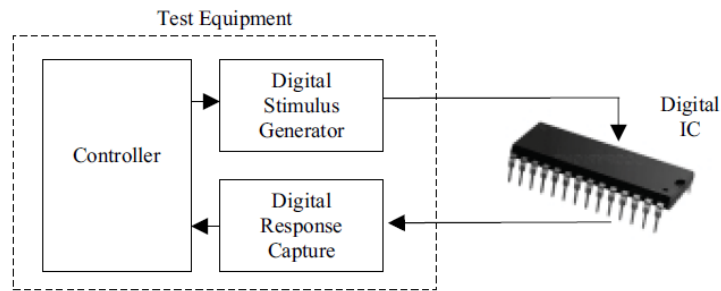 Test Equipment
Digital
Stimulus
Generator
Controller
Digital
Response
Capture
Digital
IC